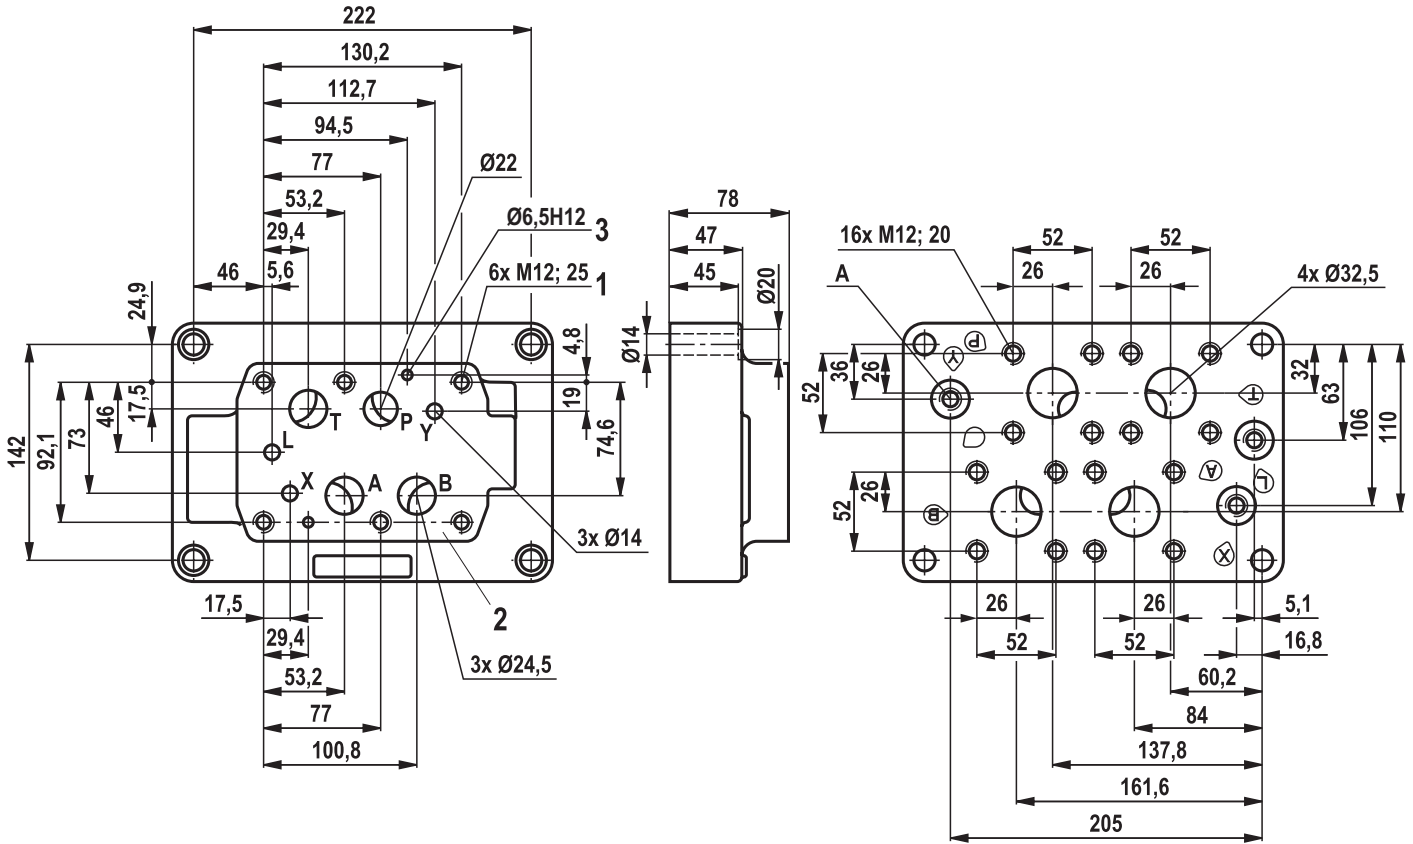 222
130,2
112,7
94,5
77
53,2
29,4
46
5,6
24,9
17,5
142
92,1
73
46
Ø22
Ø6,5H12
3
6x M12; 25
1
4,8
19
74,6
T
P
Y
L
X
A
B
3x Ø14
2
3x Ø24,5
17,5
29,4
53,2
77
100,8
78
47
45
Ø20
Ø14
16x M12; 20
A
52
52
26
26
4x Ø32,5
P
Y
T
A
L
B
X
52
36
26
52
26
32
63
106
110
26
26
5,1
52
52
16,8
60,2
84
137,8
161,6
205